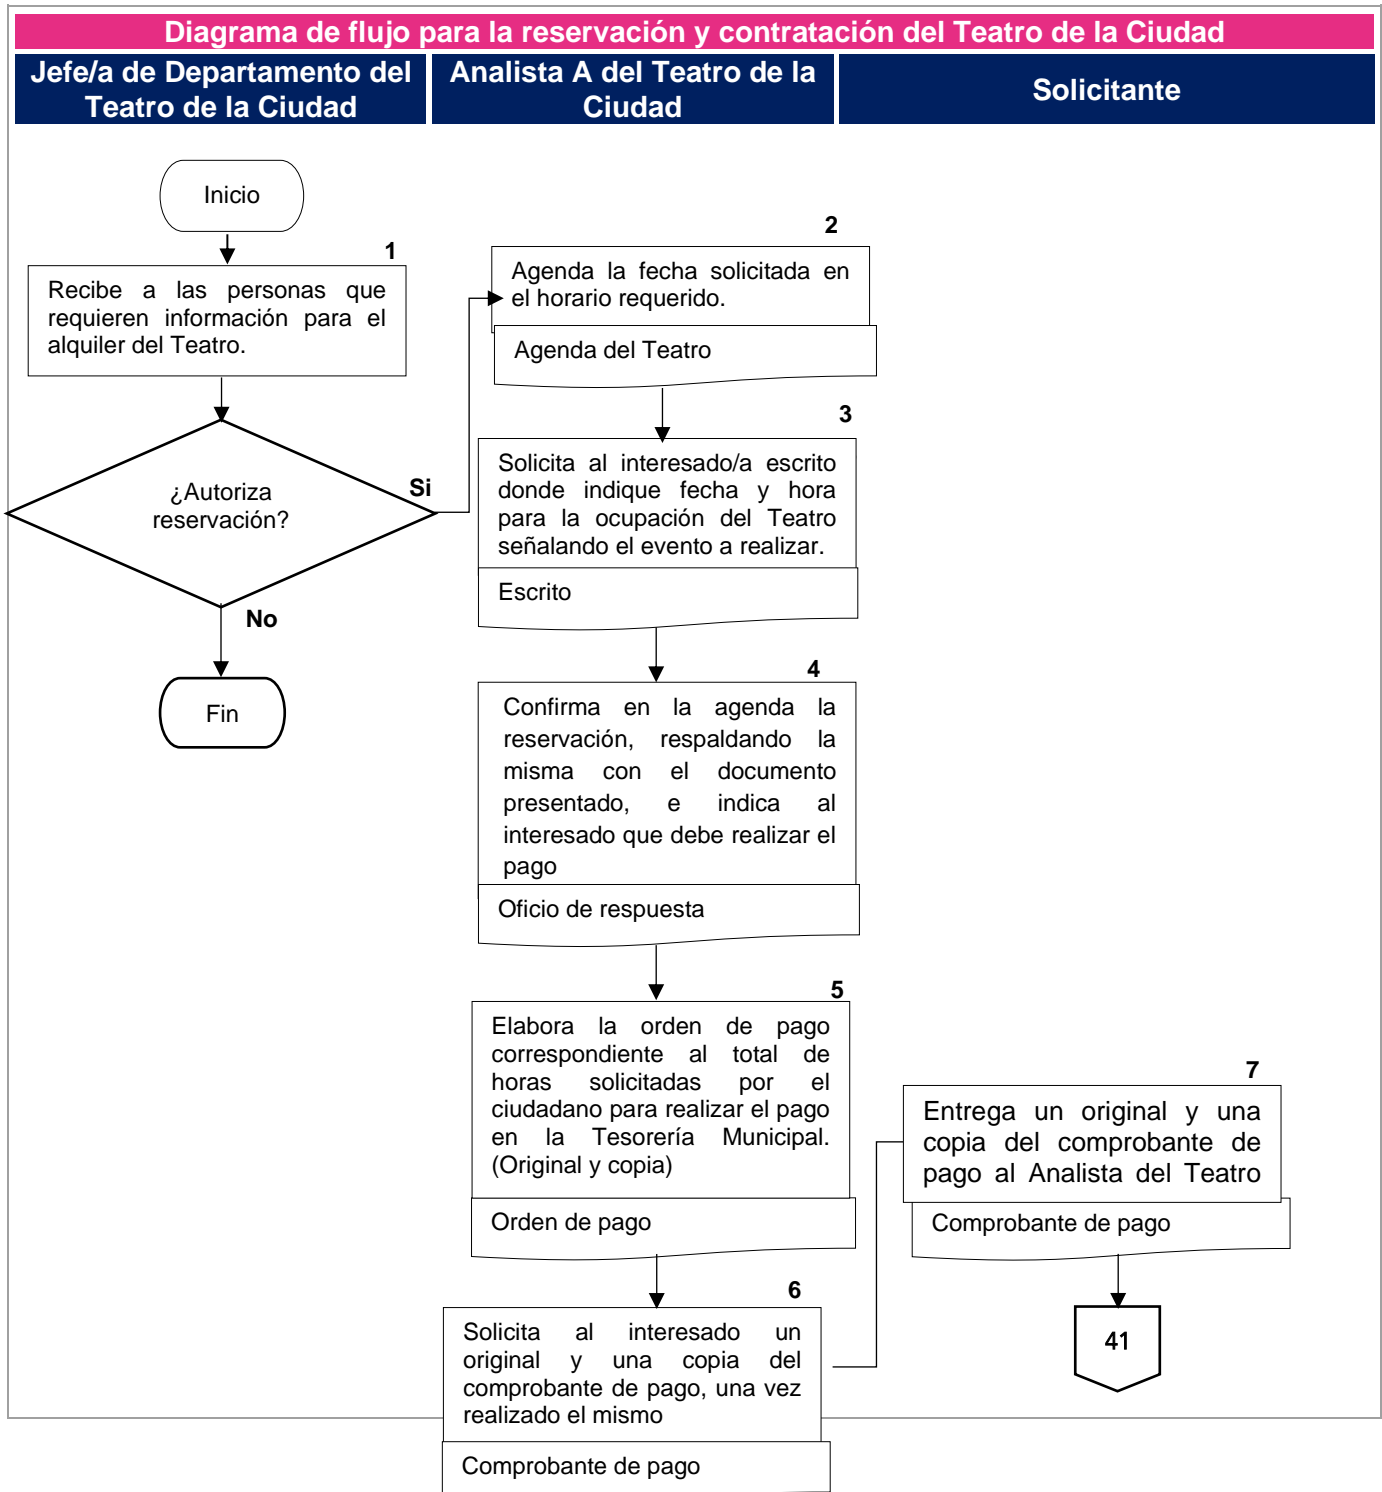 Diagrama de flujo para la reservación y contratación del Teatro de la Ciudad
Jefe/a de Departamento del
Teatro de la Ciudad
Analista A del Teatro de la
Ciudad
Solicitante
Inicio
1
Recibe a las personas que
requieren información para el
alquiler del Teatro.
¿Autoriza
reservación?
Si
No
Fin
2
Agenda la fecha solicitada en
el horario requerido.
Agenda del Teatro
3
Solicita al interesado/a escrito
donde indique fecha y hora
para la ocupación del Teatro
señalando el evento a realizar.
Escrito
4
Confirma en la agenda la
reservación, respaldando la
misma con el documento
presentado, e indica al
interesado que debe realizar el
pago
Oficio de respuesta
5
Elabora la orden de pago
correspondiente al total de
horas solicitadas por el
ciudadano para realizar el pago
en la Tesorería Municipal.
(Original y copia)
Orden de pago
6
Solicita al interesado un
original y una copia del
comprobante de pago, una vez
realizado el mismo
Comprobante de pago
7
Entrega un original y una
copia del comprobante de
pago al Analista del Teatro
Comprobante de pago
41